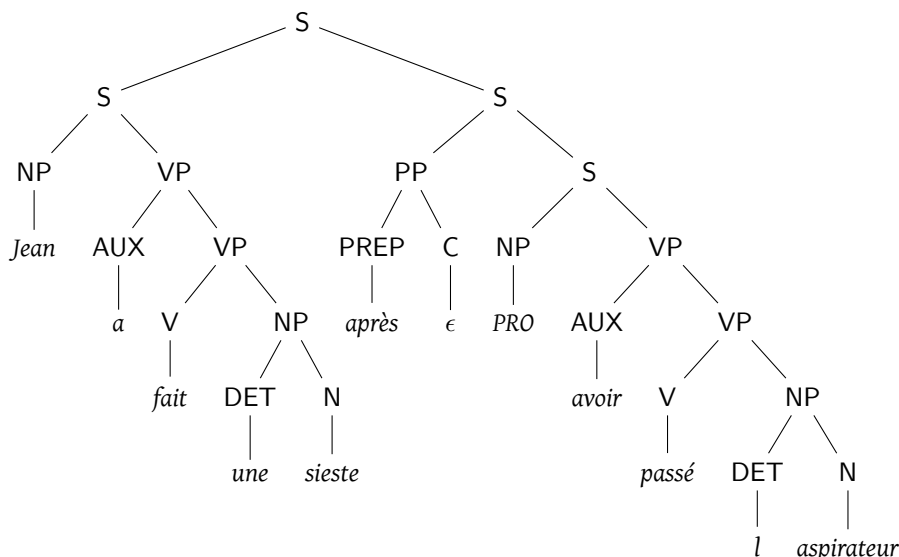 S
S S
NP VP PP S
Jean AUX VP PREP C NP VP
a V NP après ϵ PRO AUX VP
fait DET N avoir V NP
une sieste passé DET N
l aspirateur